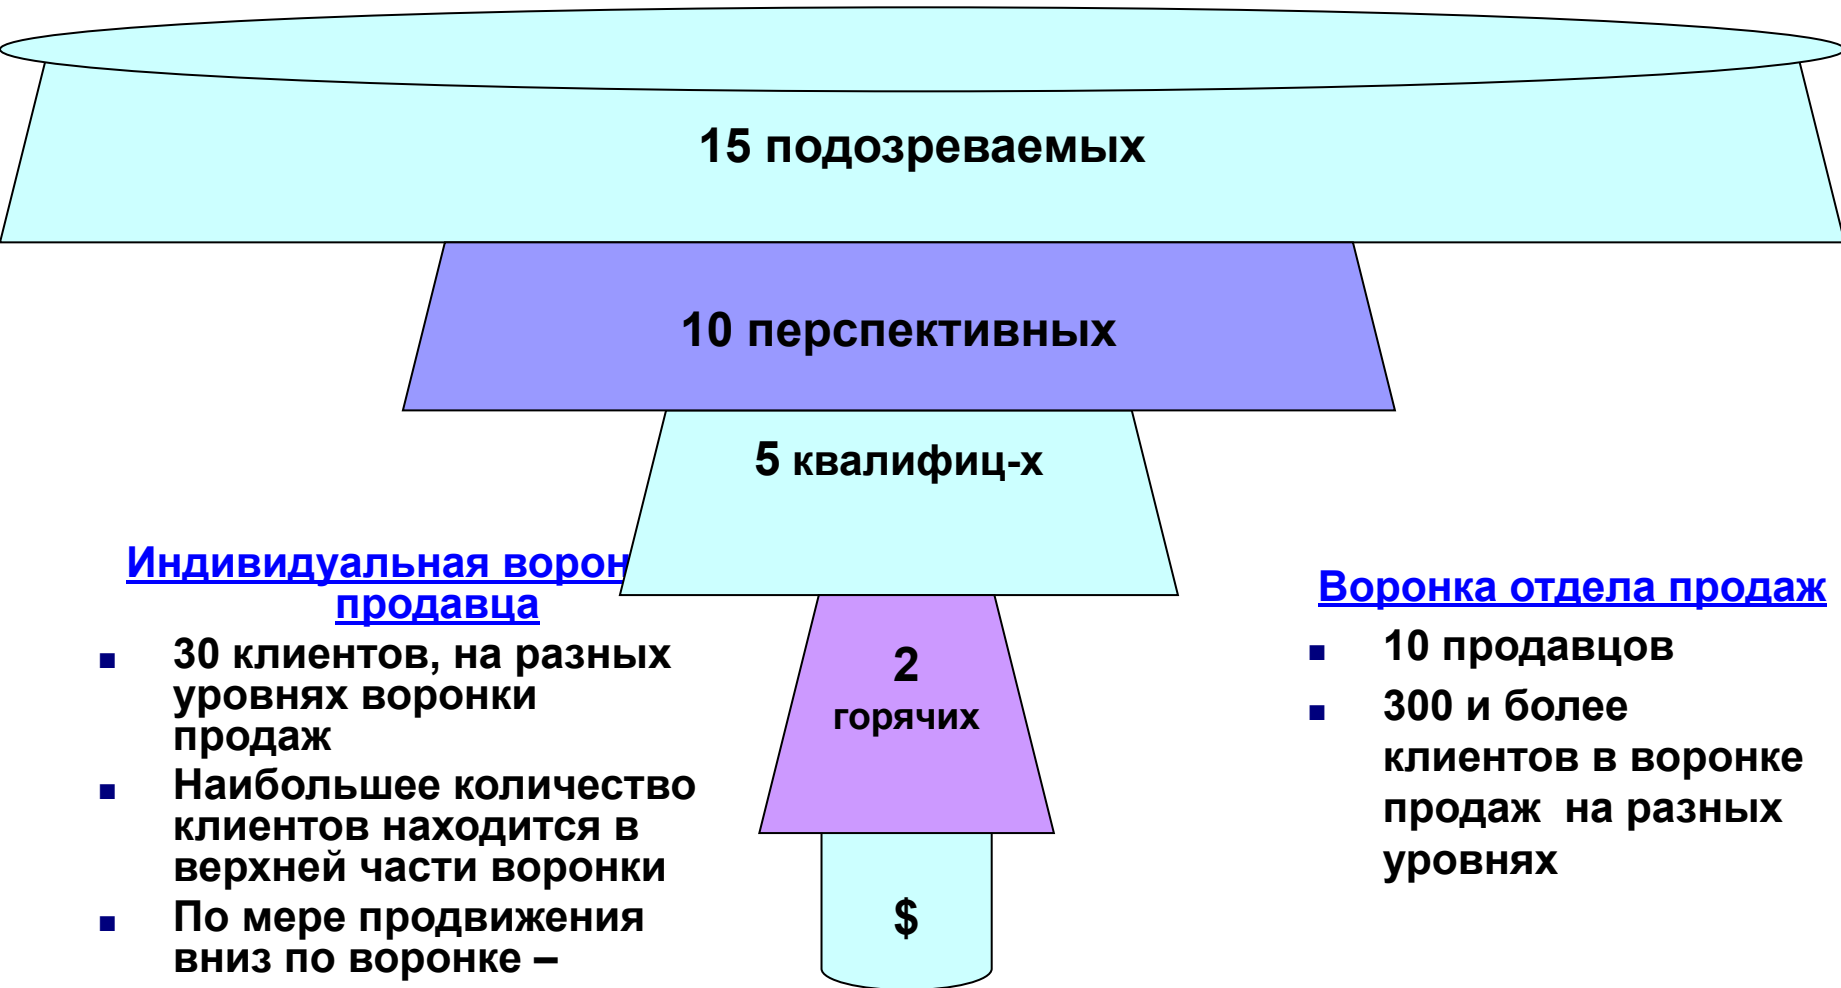 15 подозреваемых
10 перспективных
5 квалифиц-х
2
горячих
$
Индивидуальная ворон
продавца
■ 30 клиентов, на разных
уровнях воронки
продаж
■ Наибольшее количество
клиентов находится в
верхней части воронки
■ По мере продвижения
вниз по воронке –
Воронка отдела продаж
■ 10 продавцов
■ 300 и более
клиентов в воронке
продаж на разных
уровнях